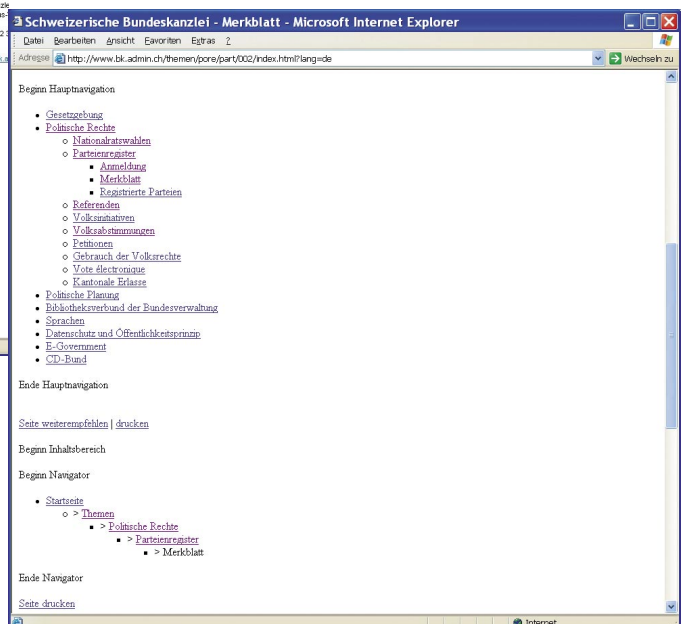 Schweizerische Bundeskanzlei - Merkblatt - Microsoft Internet Explorer
Datei Bearbeiten Ansicht Favoriten Extras ?
Adresse http://www.bk.admin.ch/themen/pore/part/002/index.html?lang=de Wechseln zu
Beginn Hauptnavigation
Gesetzgebung
Politische Rechte
Nationalratswahlen
Parteienregister
Anmeldung
Merkblatt
Registrierte Parteien
Referenden
Volksinitiativen
Volksabstimmungen
Petitionen
Gebrauch der Volksrechte
Vote électronique
Kantonale Erlasse
Politische Planung
Bibliotheksverbund der Bundesverwaltung
Sprachen
Datenschutz und Öffentlichkeitsprinzip
E-Government
CD-Bund
Ende Hauptnavigation
Seite weiterempfehlen | drucken
Beginn Inhaltsbereich
Beginn Navigator
Startseite
> Themen
> Politische Rechte
> Parteienregister
> Merkblatt
Ende Navigator
Seite drucken
Internet